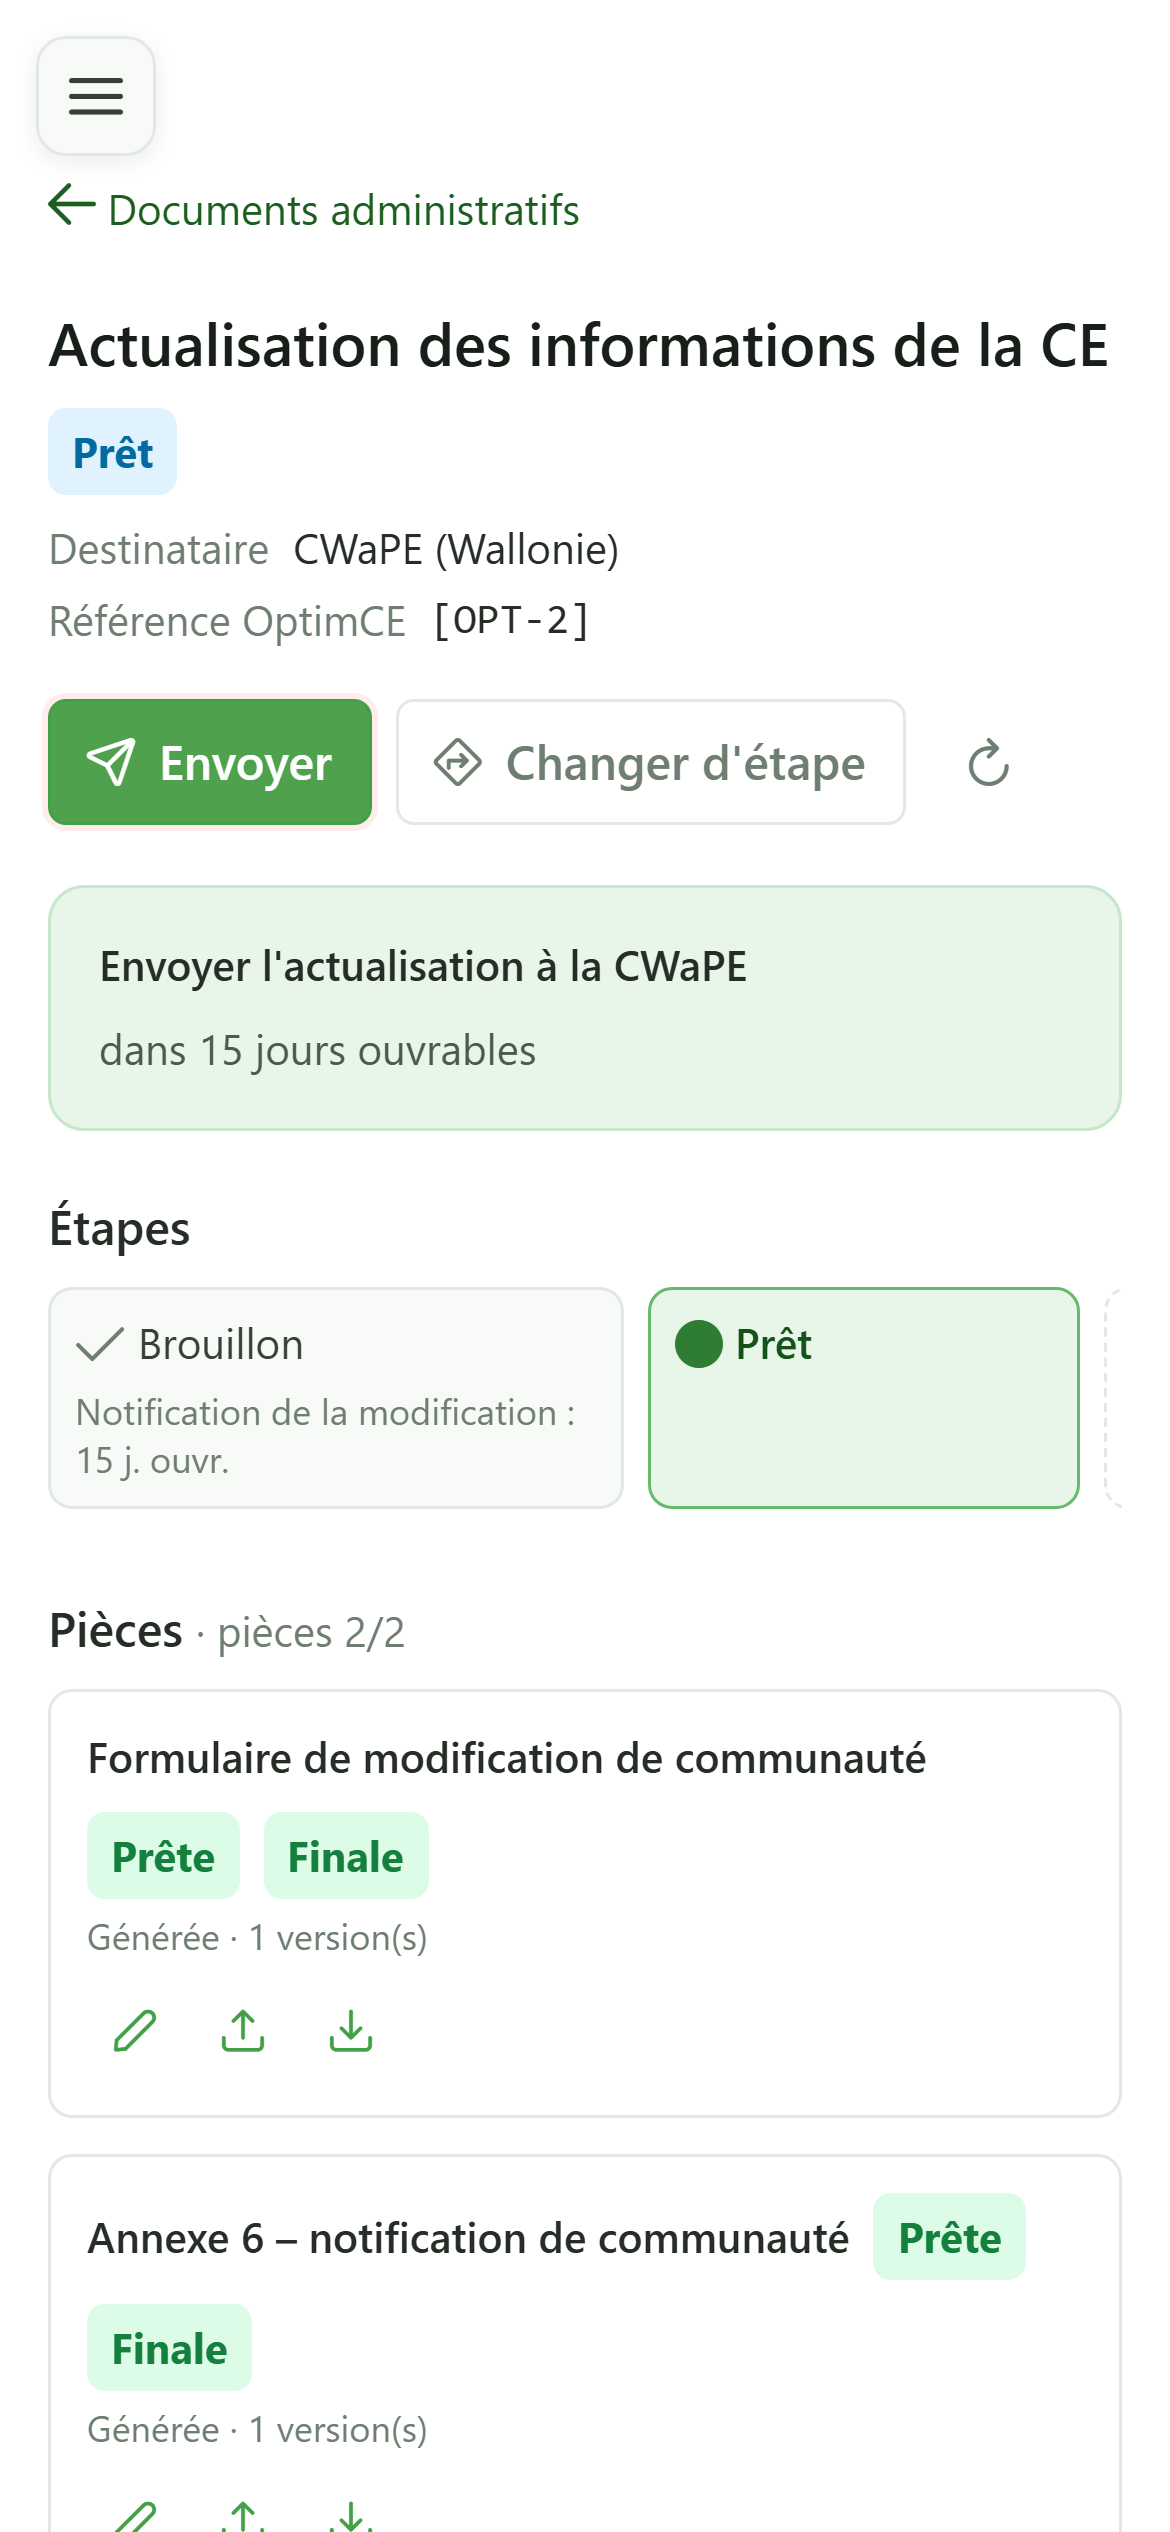 Documents administratifs
Actualisation des informations de la CE
Prêt
Destinataire CWaPE (Wallonie)
Référence OptimCE [OPT-2]
Envoyer
Changer d'étape
Envoyer l'actualisation à la CWaPE
dans 15 jours ouvrables
Étapes
Brouillon
Notification de la modification :
15 j. ouvr.
Prêt
Pièces · pièces 2/2
Formulaire de modification de communauté
Prête Finale
Générée · 1 version(s)
Annexe 6 – notification de communauté Prête
Finale
Générée · 1 version(s)